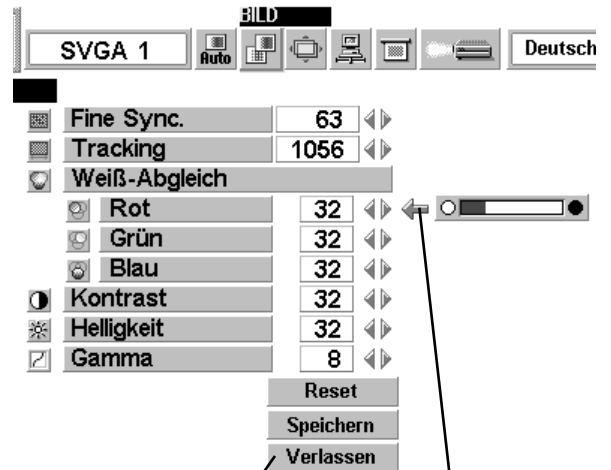 BILD
SVGA 1
Auto
Deutsch
Fine Sync. 63
Tracking 1056
Weiß-Abgleich
Rot 32
Grün 32
Blau 32
Kontrast 32
Helligkeit 32
Gamma 8
Reset
Speichern
Verlassen